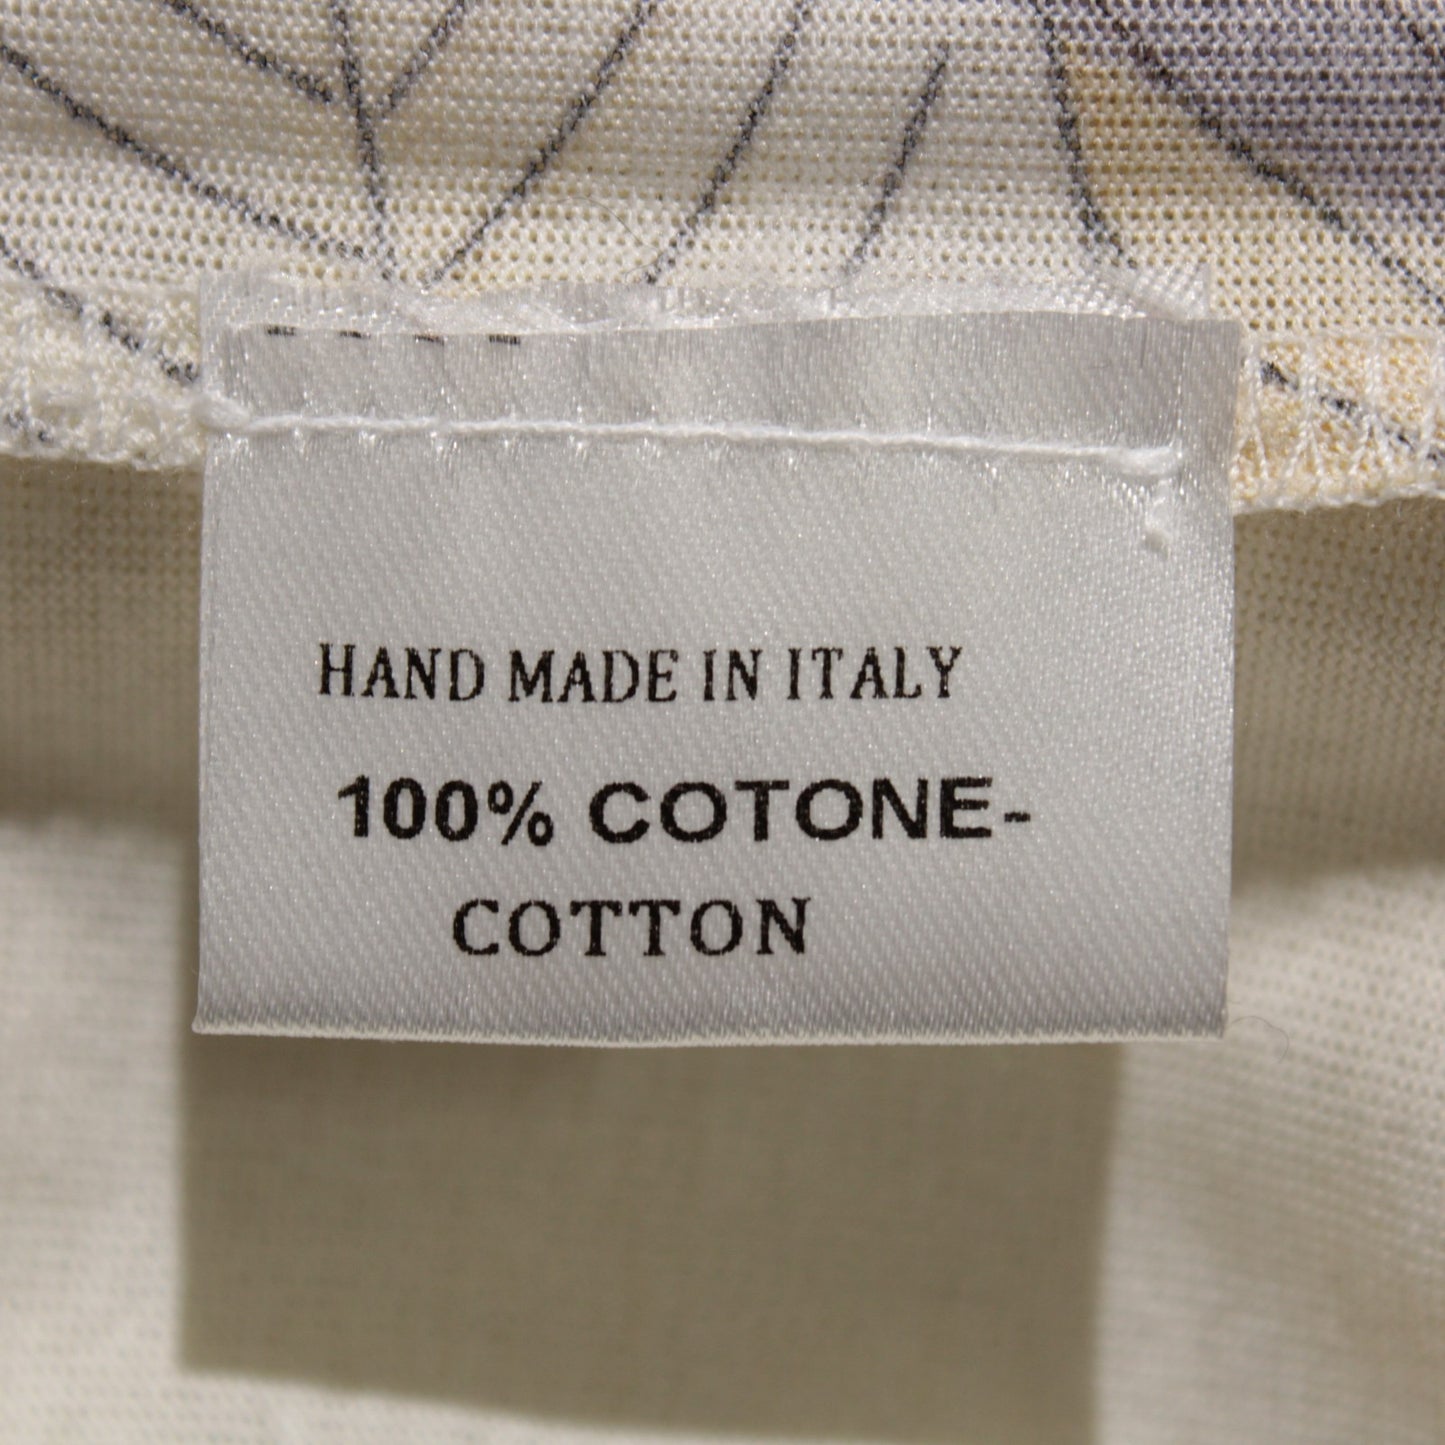 HAND MADE IN ITALY
100% COTONE-
COTTON